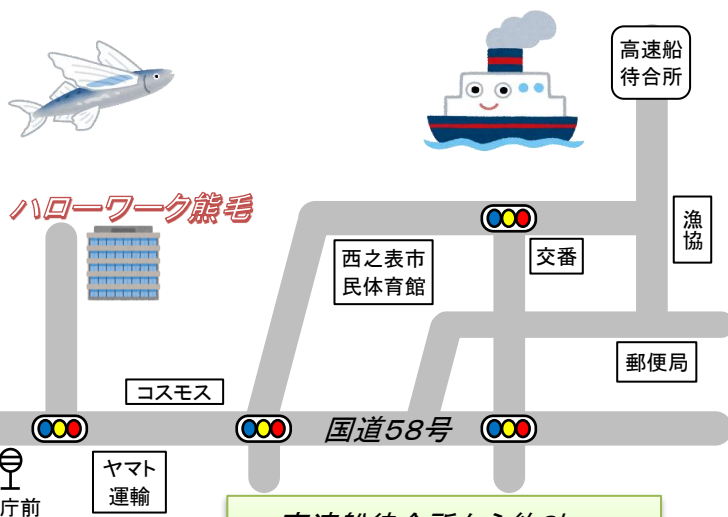 高速船
待合所
ハローワーク熊毛
漁
協
交番
西之表市
民体育館
郵便局
コスモス
国道58号
ヤマト
運輸
庁前